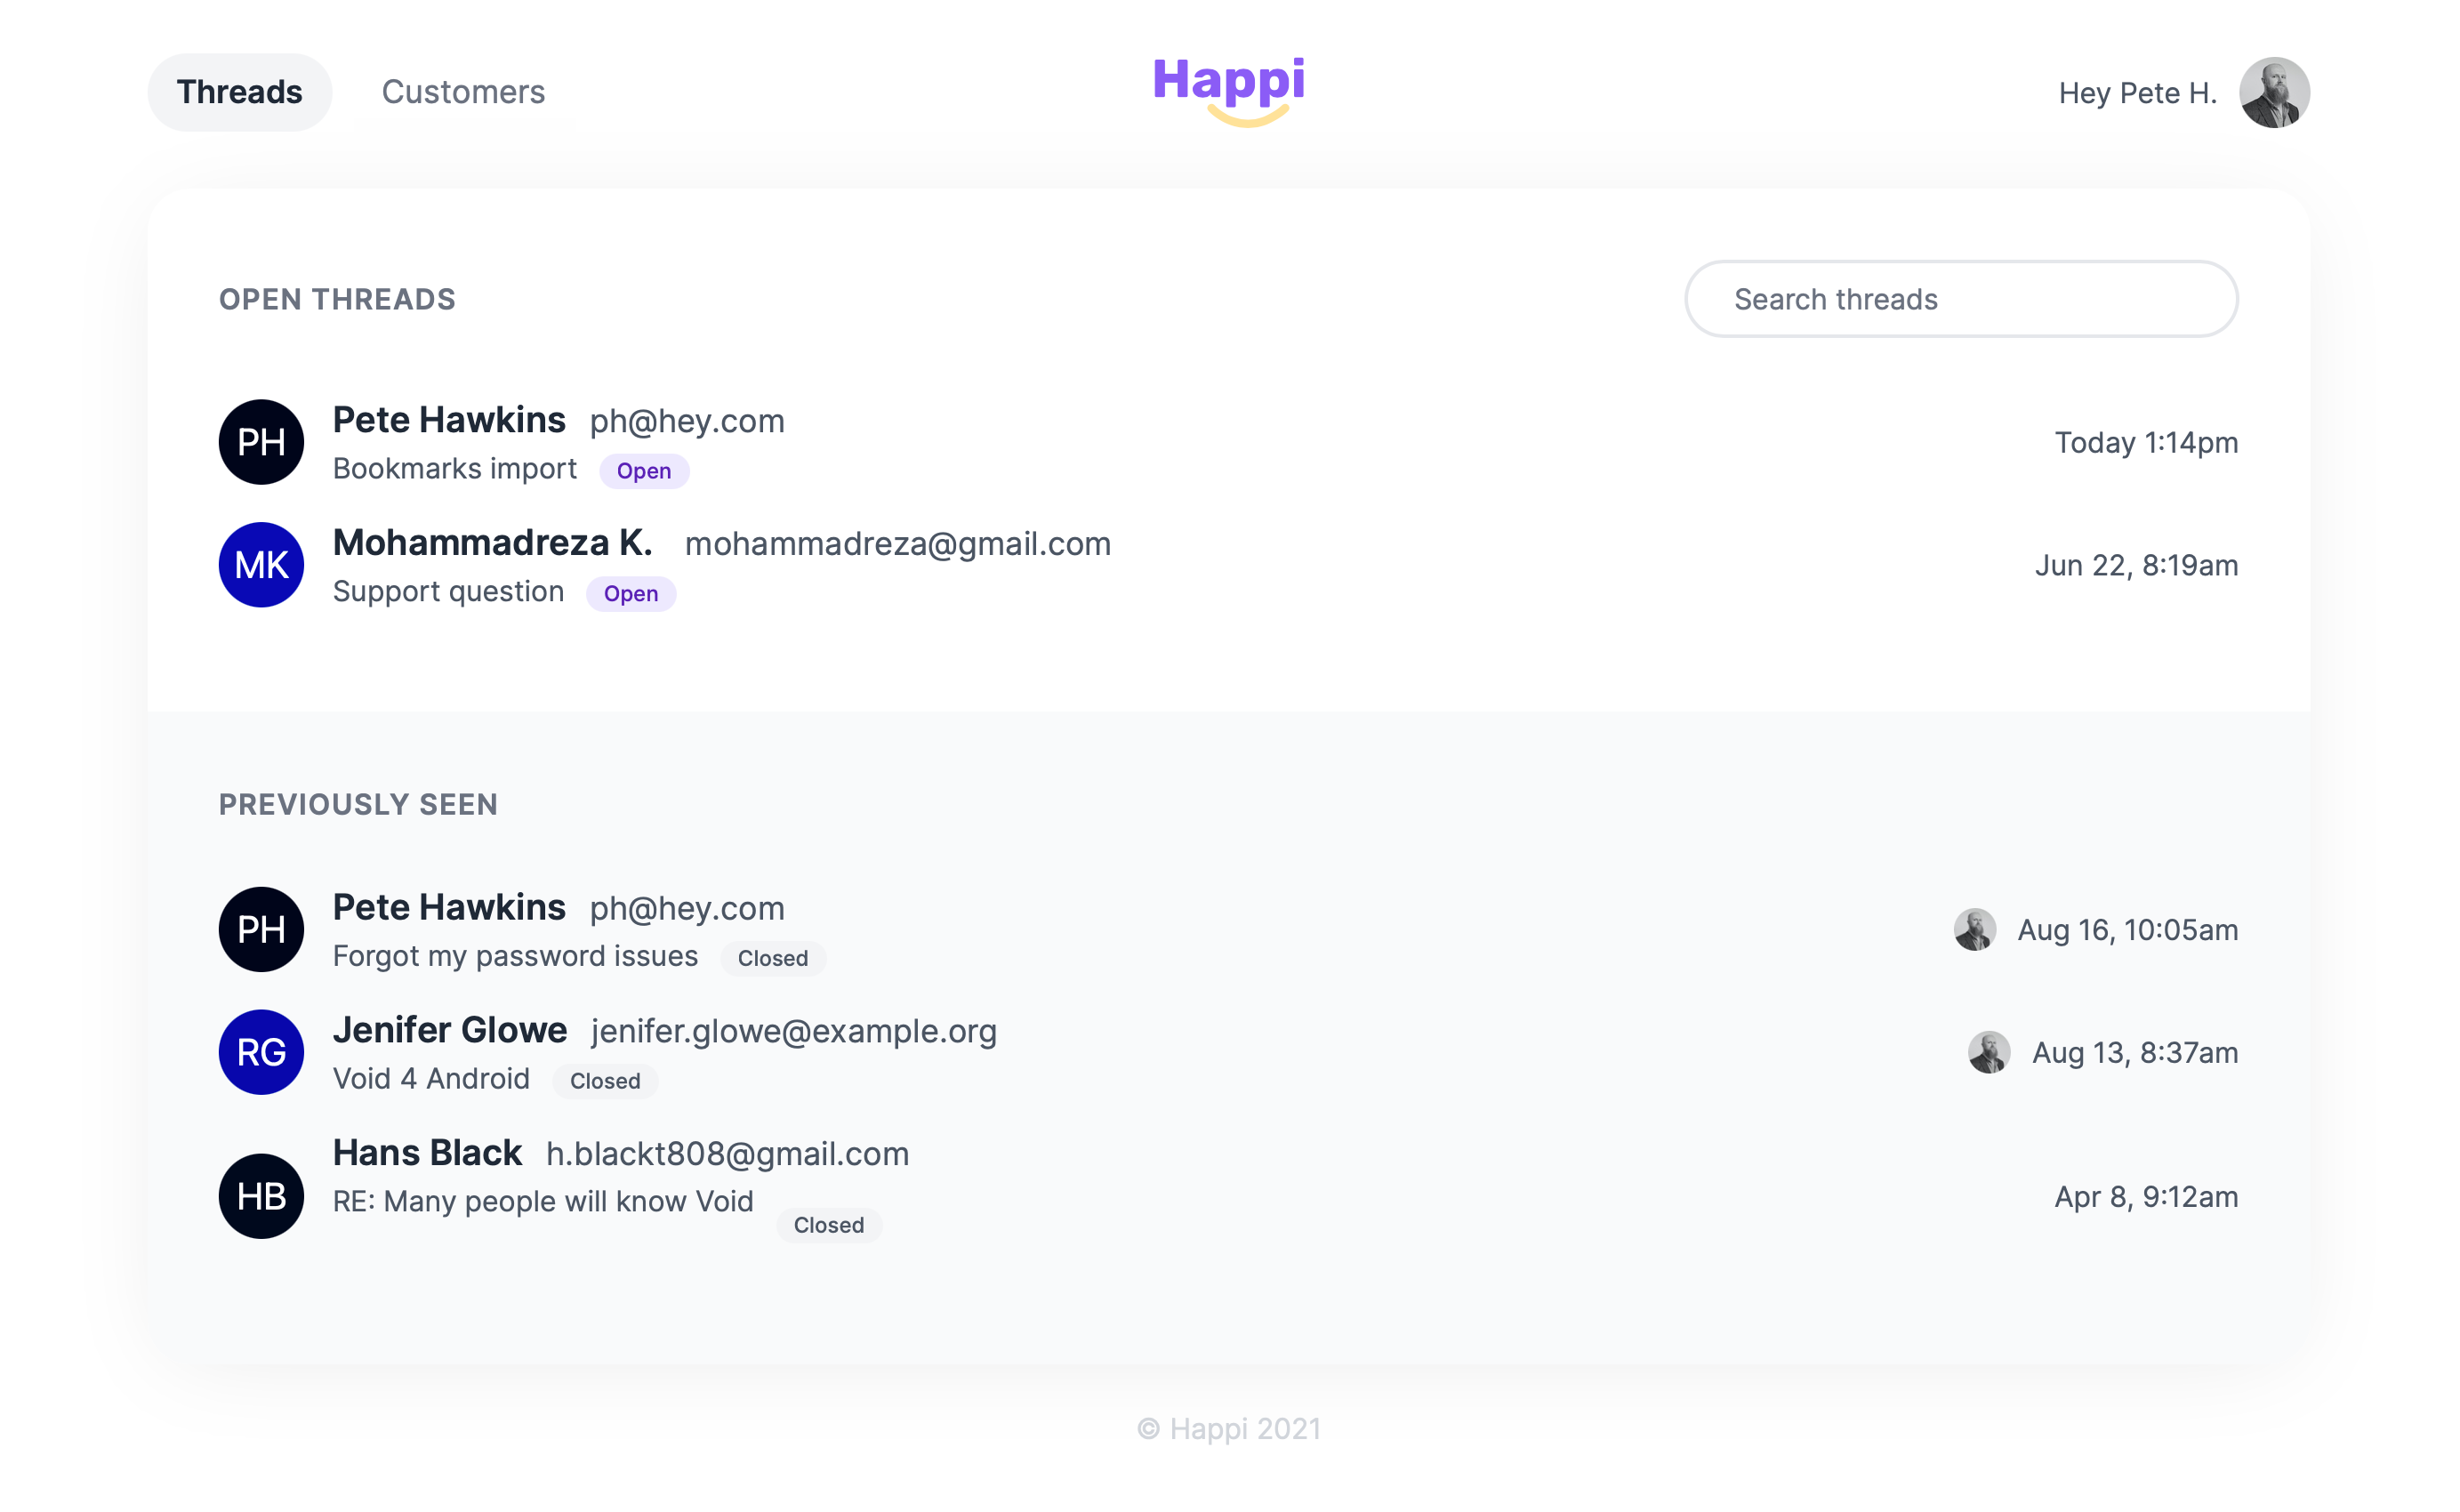 Threads Customers Happi Hey Pete H.
OPEN THREADS Search threads
PH Pete Hawkins ph@hey.com
Bookmarks import Open
Today 1:14pm
MK Mohammadreza K. mohammadreza@gmail.com
Support question Open
Jun 22, 8:19am
PREVIOUSLY SEEN
PH Pete Hawkins ph@hey.com
Forgot my password issues Closed
Aug 16, 10:05am
RG Jenifer Glowe jenifer.glowe@example.org
Void 4 Android Closed
Aug 13, 8:37am
HB Hans Black h.blackt808@gmail.com
RE: Many people will know Void Closed
Apr 8, 9:12am
© Happi 2021